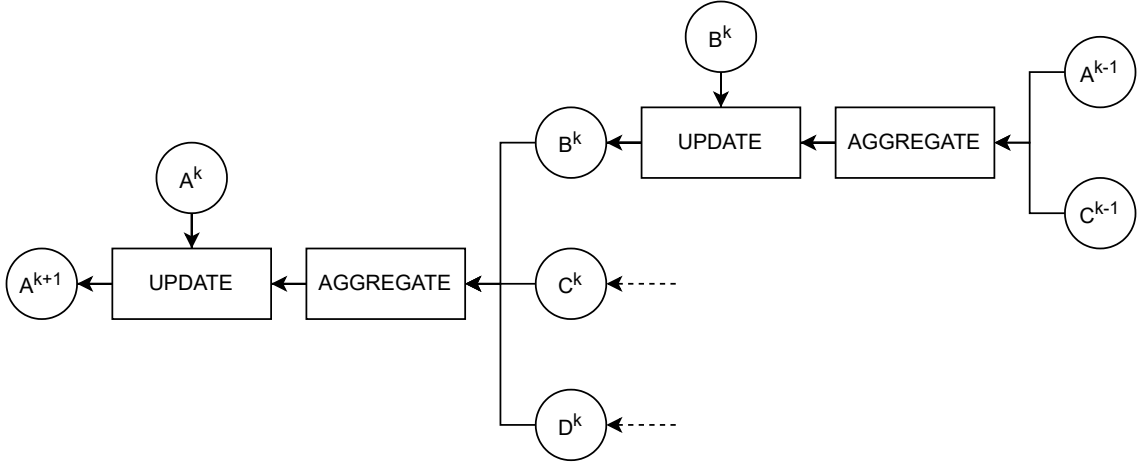 B^k
A^k-1
B^k
UPDATE
AGGREGATE
A^k
C^k-1
A^k+1
UPDATE
AGGREGATE
C^k
D^k